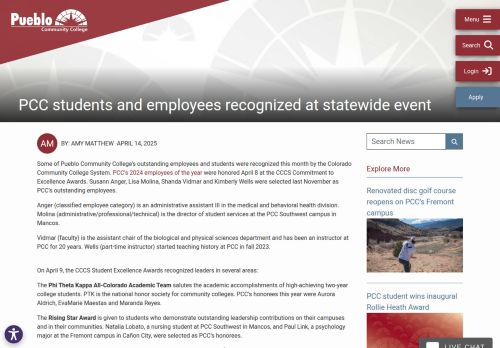 Pueblo
Community College
Menu
Search
Login
Apply
PCC students and employees recognized at statewide event
AM BY: AMY MATTHEW APRIL 14, 2025
Some of Pueblo Community College's outstanding employees and students were recognized this month by the Colorado
Community College System. PCC's 2024 employees of the year were honored April 8 at the CCCS Commitment to
Excellence Awards. Susann Anger, Lisa Molina, Shanda Vidmar and Kimberly Wells were selected last November as
PCC's outstanding employees.
Anger (classified employee category) is an administrative assistant III in the medical and behavioral health division.
Molina (administrative/professional/technical) is the director of student services at the PCC Southwest campus in
Mancos.
Vidmar (faculty) is the assistant chair of the biological and physical sciences department and has been an instructor at
PCC for 20 years. Wells (part-time instructor) started teaching history at PCC in fall 2023.
On April 9, the CCCS Student Excellence Awards recognized leaders in several areas:
The Phi Theta Kappa All-Colorado Academic Team salutes the academic accomplishments of high-achieving two-year
college students. PTK is the national honor society for community colleges. PCC's honorees this year were Aurora
Aldrich, EvaMarie Maestas and Maranda Reyes.
The Rising Star Award is given to students who demonstrate outstanding leadership contributions on their campuses
and in their communities. Natalia Lobato, a nursing student at PCC Southwest in Mancos, and Paul Link, a psychology
major at the Fremont campus in Cañon City, were selected as PCC's honorees.
Search News
Explore More
Renovated disc golf course
reopens on PCC's Fremont
campus
PCC student wins inaugural
Rollie Heath Award
LIVE CHAT